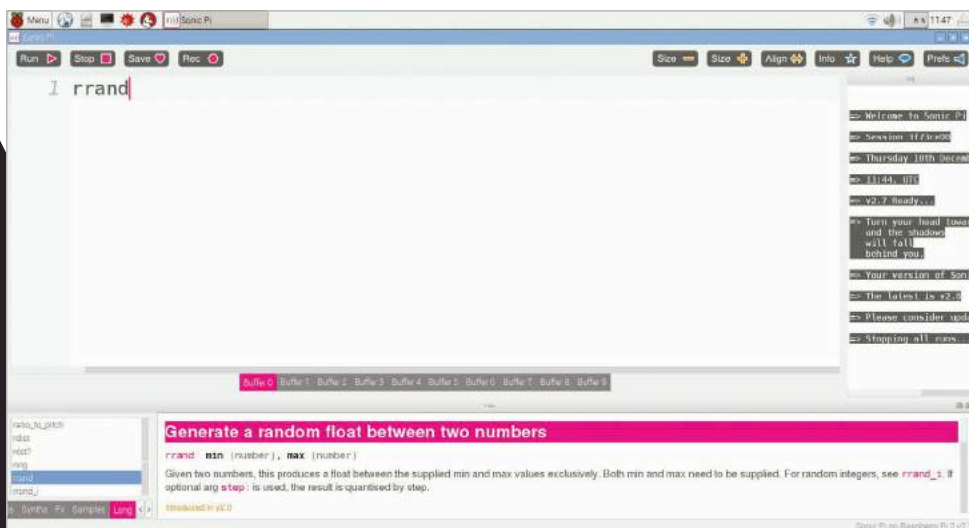 Menu
Sonic Pi
11:47
Sonic Pi
Run
Stop
Save
Rec
Size
Size
Align
Info
Help
Prefs
1 rrand
=> Welcome to Sonic Pi
=> Session
=> Thursday 10th Decem
=> 11:44, UTC
=> v2.7 Ready...
=> Turn your head towar
and the shadows
will fall
behind you.
=> Your version of Son
=> The latest is
=> Please consider upda
=> Stopping all runs...
Buffer 0 Buffer 1 Buffer 2 Buffer 3 Buffer 4 Buffer 5 Buffer 6 Buffer 7 Buffer 8 Buffer 9
ratio_to_pitch
rdist
rest?
ring
rrand
rrand_i
s Synths Fx Samples Lang
Generate a random float between two numbers
rrand min (number), max (number)
Given two numbers, this produces a float between the supplied min and max values exclusively. Both min and max need to be supplied. For random integers, see rrand_i. If
optional arg step: is used, the result is quantised by step.
Introduced in v2.0
Sonic Pi on Raspberry Pi 2